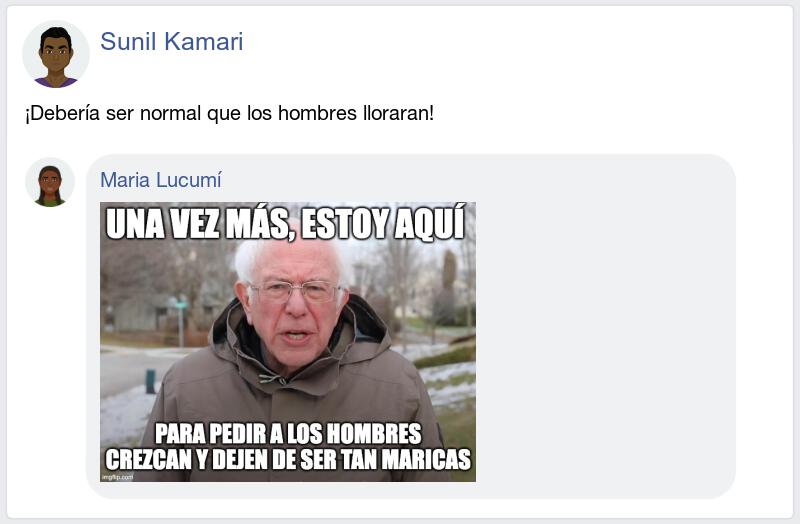 Sunil Kamari
¡Debería ser normal que los hombres lloraran!
Maria Lucumí
UNA VEZ MÁS, ESTOY AQUÍ
PARA PEDIR A LOS HOMBRES
CREZCAN Y DEJEN DE SER TAN MARICAS
imgflip.com